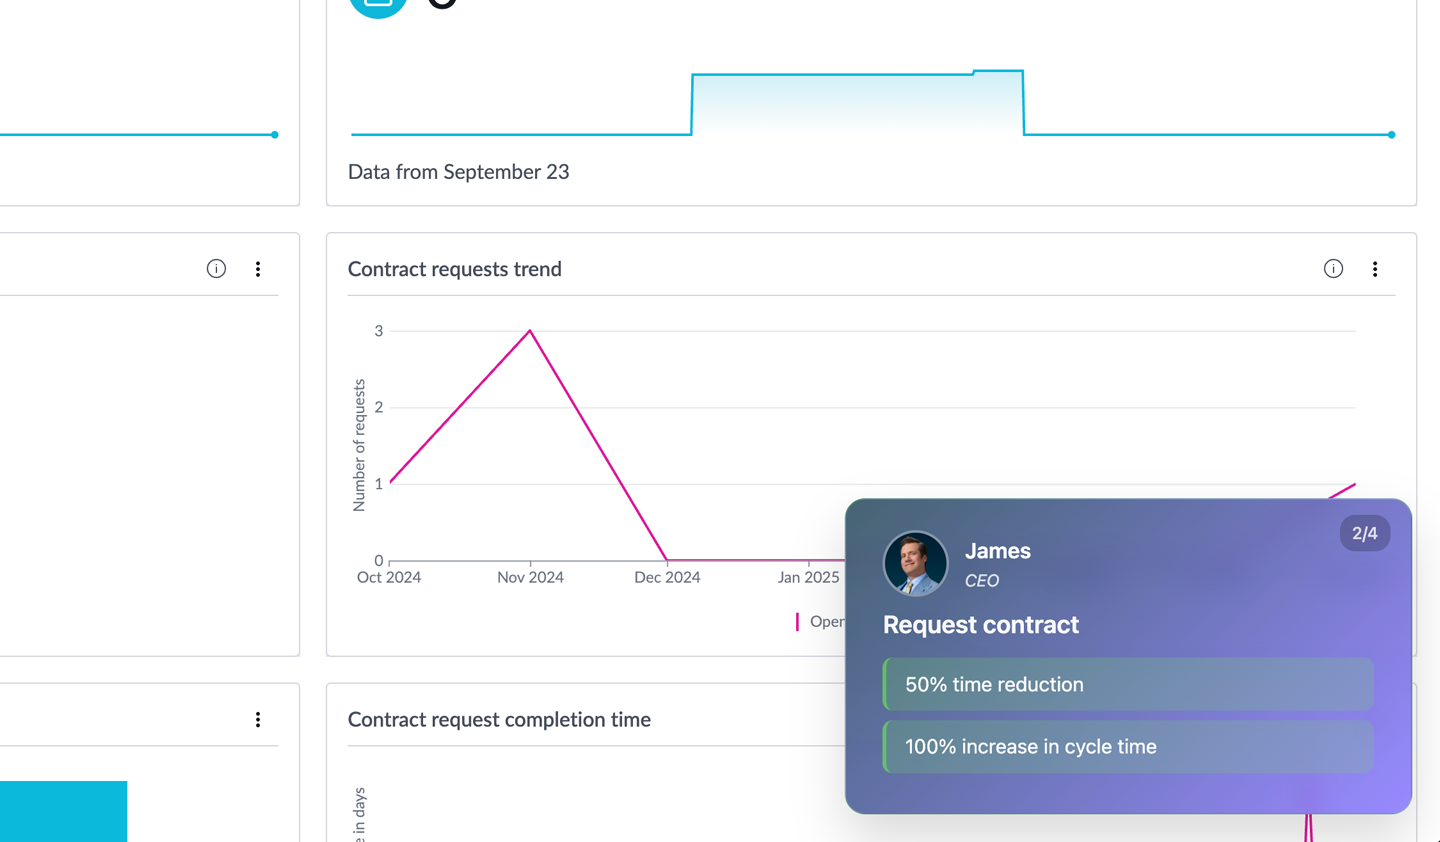 Data from September 23
Contract requests trend
Number of requests
3
2
1
0
Oct 2024
Nov 2024
Dec 2024
Jan 2025
2/4
James
CEO
Request contract
50% time reduction
100% increase in cycle time
Contract request completion time
in days